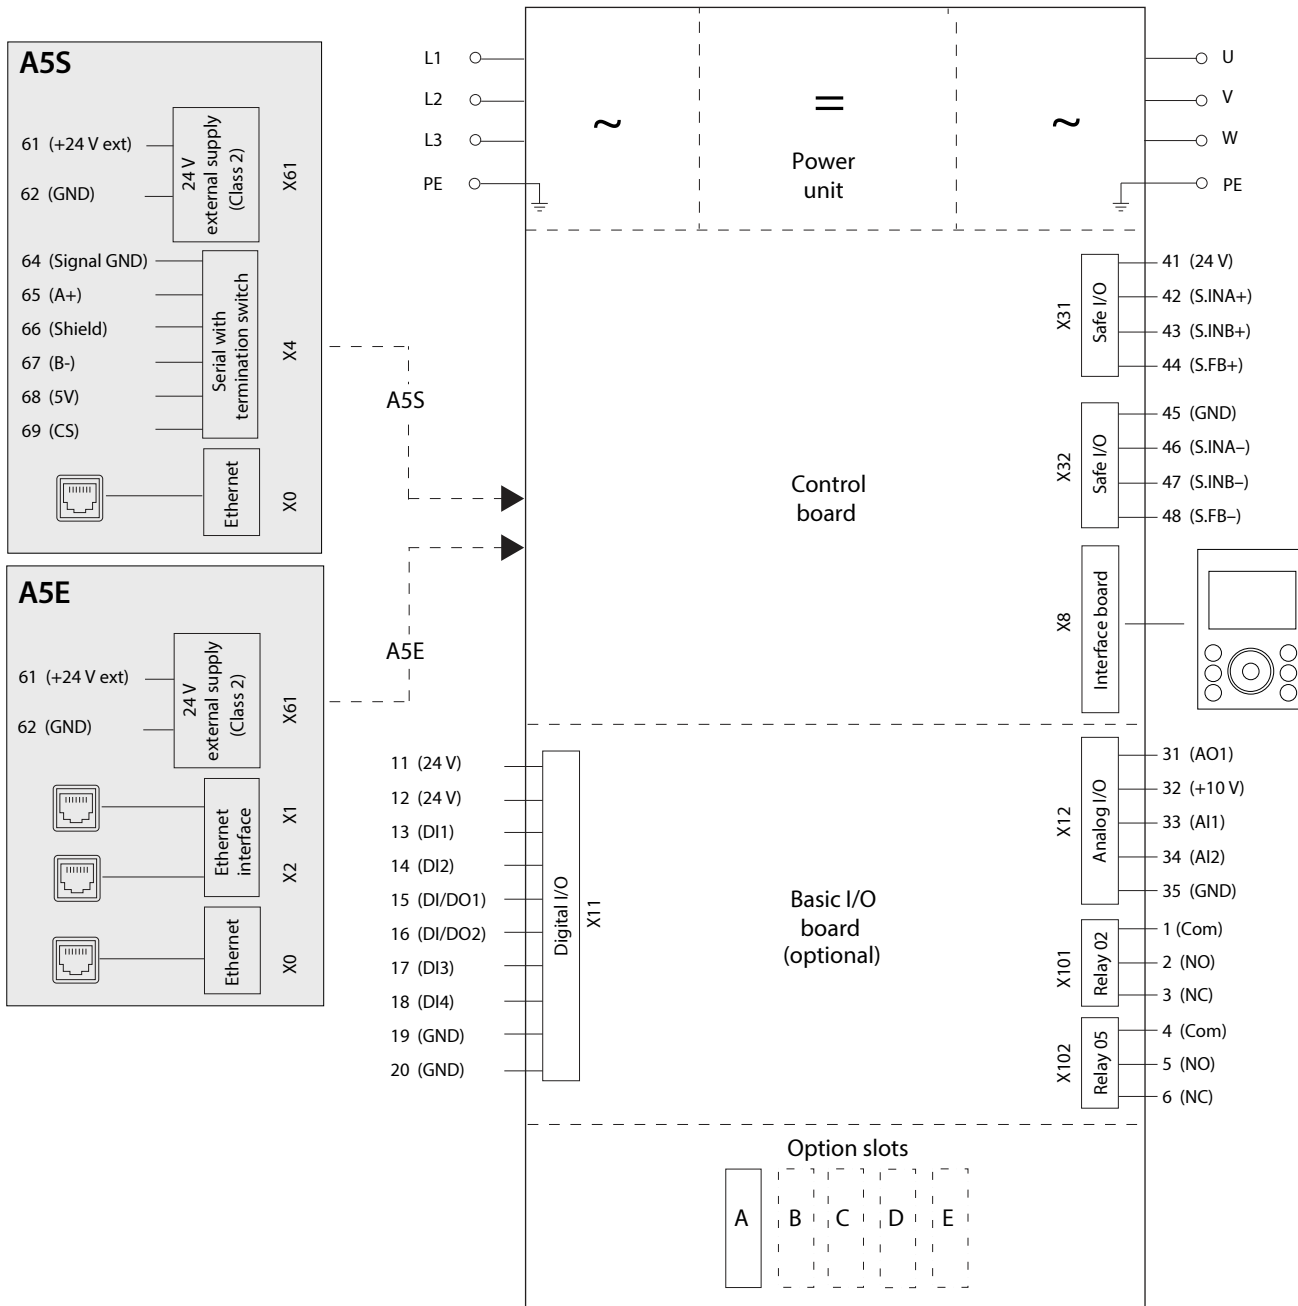 A5S
61 (+24 V ext)
62 (GND)
24 V
external supply
(Class 2)
X61
64 (Signal GND)
65 (A+)
66 (Shield)
67 (B-)
68 (5V)
69 (CS)
Serial with
termination switch
X4
Ethernet
X0
A5E
61 (+24 V ext)
62 (GND)
24 V
external supply
(Class 2)
X61
Ethernet
interface
X1
X2
Ethernet
X0
A5S
A5E
L1
L2
L3
PE
~
=
~
Power
unit
U
V
W
PE
Control
board
X31
Safe I/O
41 (24 V)
42 (S.INA+)
43 (S.INB+)
44 (S.FB+)
X32
Safe I/O
45 (GND)
46 (S.INA–)
47 (S.INB–)
48 (S.FB–)
X8
Interface board
11 (24 V)
12 (24 V)
13 (DI1)
14 (DI2)
15 (DI/DO1)
16 (DI/DO2)
17 (DI3)
18 (DI4)
19 (GND)
20 (GND)
Digital I/O
X11
Basic I/O
board
(optional)
X12
Analog I/O
31 (AO1)
32 (+10 V)
33 (AI1)
34 (AI2)
35 (GND)
X101
Relay 02
1 (Com)
2 (NO)
3 (NC)
X102
Relay 05
4 (Com)
5 (NO)
6 (NC)
Option slots
A B C D E